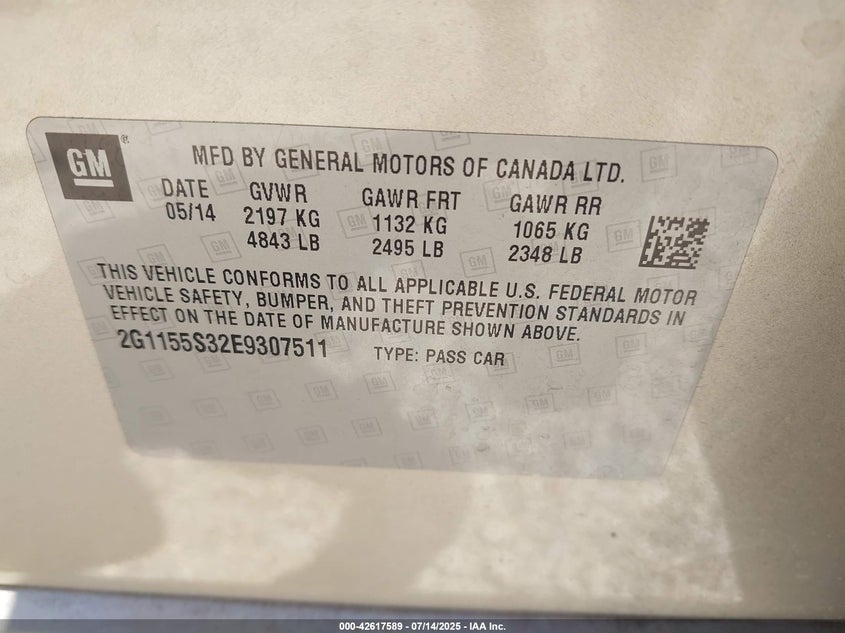 GM
MFD BY GENERAL MOTORS OF CANADA LTD.
DATE GVWR GAWR FRT GAWR RR
05/14 2197 KG 1132 KG 1065 KG
4843 LB 2495 LB 2348 LB
THIS VEHICLE CONFORMS TO ALL APPLICABLE U.S. FEDERAL MOTOR
VEHICLE SAFETY, BUMPER, AND THEFT PREVENTION STANDARDS IN
EFFECT ON THE DATE OF MANUFACTURE SHOWN ABOVE.
2G1155S32E9307511 TYPE: PASS CAR
000-42617589 - 07/14/2025 - IAA Inc.